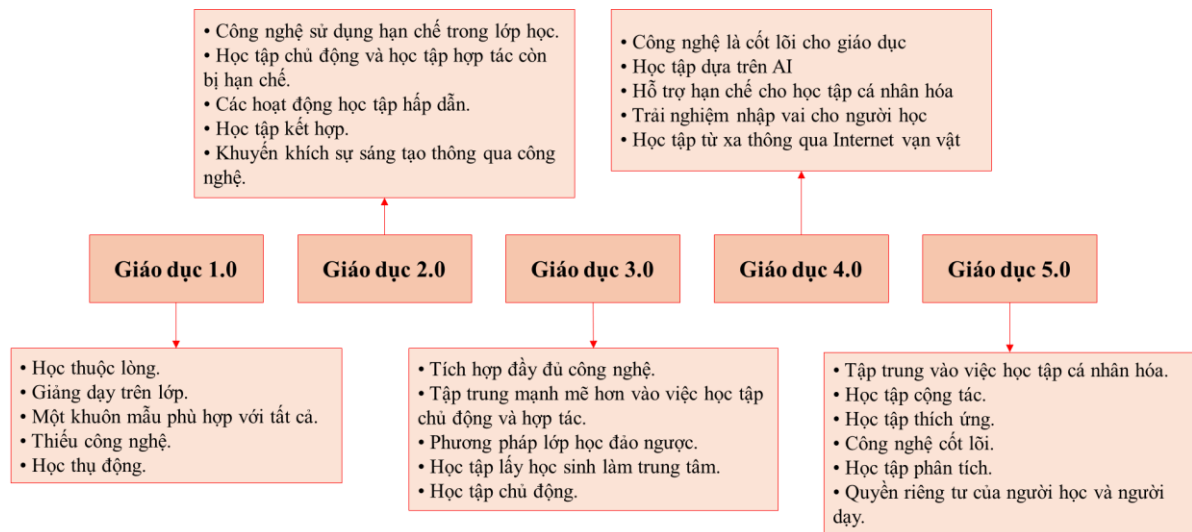 • Công nghệ sử dụng hạn chế trong lớp học.
• Học tập chủ động và học tập hợp tác còn
bị hạn chế.
• Các hoạt động học tập hấp dẫn.
• Học tập kết hợp.
• Khuyến khích sự sáng tạo thông qua công
nghệ.
• Công nghệ là cốt lõi cho giáo dục
• Học tập dựa trên AI
• Hỗ trợ hạn chế cho học tập cá nhân hóa
• Trải nghiệm nhập vai cho người học
• Học tập từ xa thông qua Internet vạn vật
Giáo dục 1.0
Giáo dục 2.0
Giáo dục 3.0
Giáo dục 4.0
Giáo dục 5.0
• Học thuộc lòng.
• Giảng dạy trên lớp.
• Một khuôn mẫu phù hợp với tất cả.
• Thiếu công nghệ.
• Học thụ động.
• Tích hợp đầy đủ công nghệ.
• Tập trung mạnh mẽ hơn vào việc học tập
chủ động và hợp tác.
• Phương pháp lớp học đảo ngược.
• Học tập lấy học sinh làm trung tâm.
• Học tập chủ động.
• Tập trung vào việc học tập cá nhân hóa.
• Học tập cộng tác.
• Học tập thích ứng.
• Công nghệ cốt lõi.
• Học tập phân tích.
• Quyền riêng tư của người học và người
dạy.